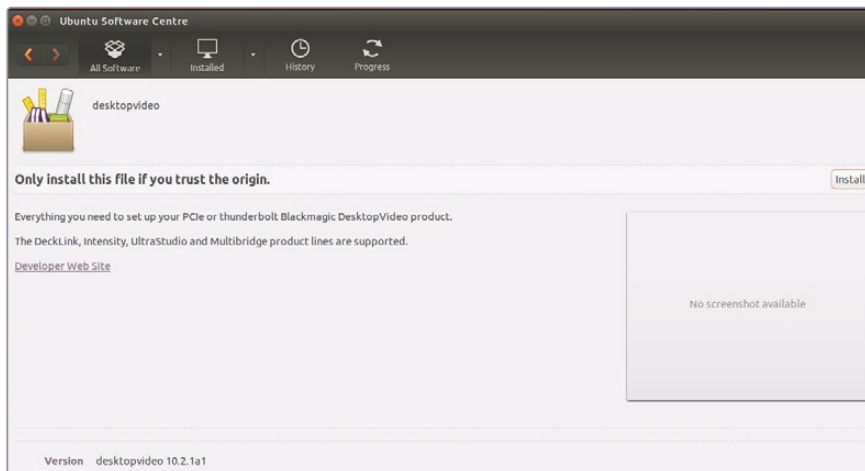 Ubuntu Software Centre
All Software
Installed
History
Progress
desktopvideo
Only install this file if you trust the origin.
Install
Everything you need to set up your PCIe or thunderbolt Blackmagic DesktopVideo product.
The DeckLink, Intensity, UltraStudio and Multibridge product lines are supported.
Developer Web Site
No screenshot available
Version desktopvideo 10.2.1a1